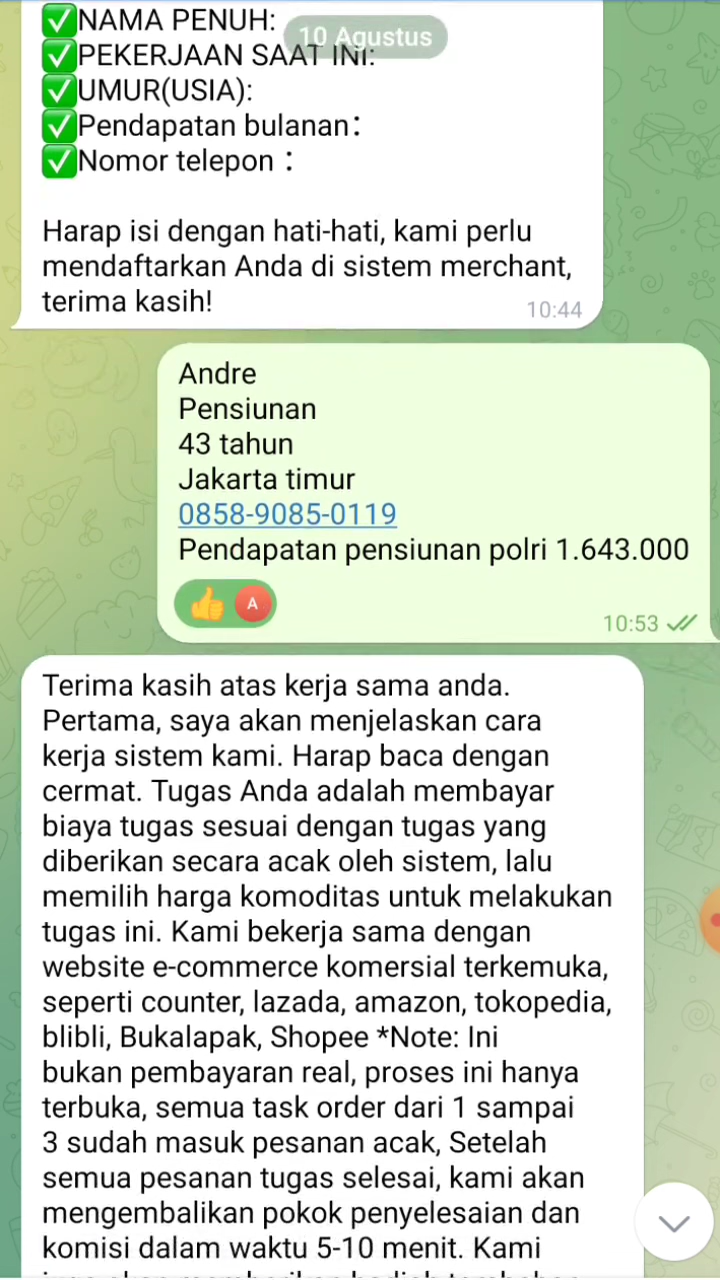 ✅NAMA PENUH:
10 Agustus
✅PEKERJAAN SAAT INI:
✅UMUR(USIA):
✅Pendapatan bulanan：
✅Nomor telepon：
Harap isi dengan hati-hati, kami perlu
mendaftarkan Anda di sistem merchant,
terima kasih!
10:44
Andre
Pensiunan
43 tahun
Jakarta timur
0858-9085-0119
Pendapatan pensiunan polri 1.643.000
👍 A
10:53
Terima kasih atas kerja sama anda.
Pertama, saya akan menjelaskan cara
kerja sistem kami. Harap baca dengan
cermat. Tugas Anda adalah membayar
biaya tugas sesuai dengan tugas yang
diberikan secara acak oleh sistem, lalu
memilih harga komoditas untuk melakukan
tugas ini. Kami bekerja sama dengan
website e-commerce komersial terkemuka,
seperti counter, lazada, amazon, tokopedia,
blibli, Bukalapak, Shopee *Note: Ini
bukan pembayaran real, proses ini hanya
terbuka, semua task order dari 1 sampai
3 sudah masuk pesanan acak, Setelah
semua pesanan tugas selesai, kami akan
mengembalikan pokok penyelesaian dan
komisi dalam waktu 5-10 menit. Kami